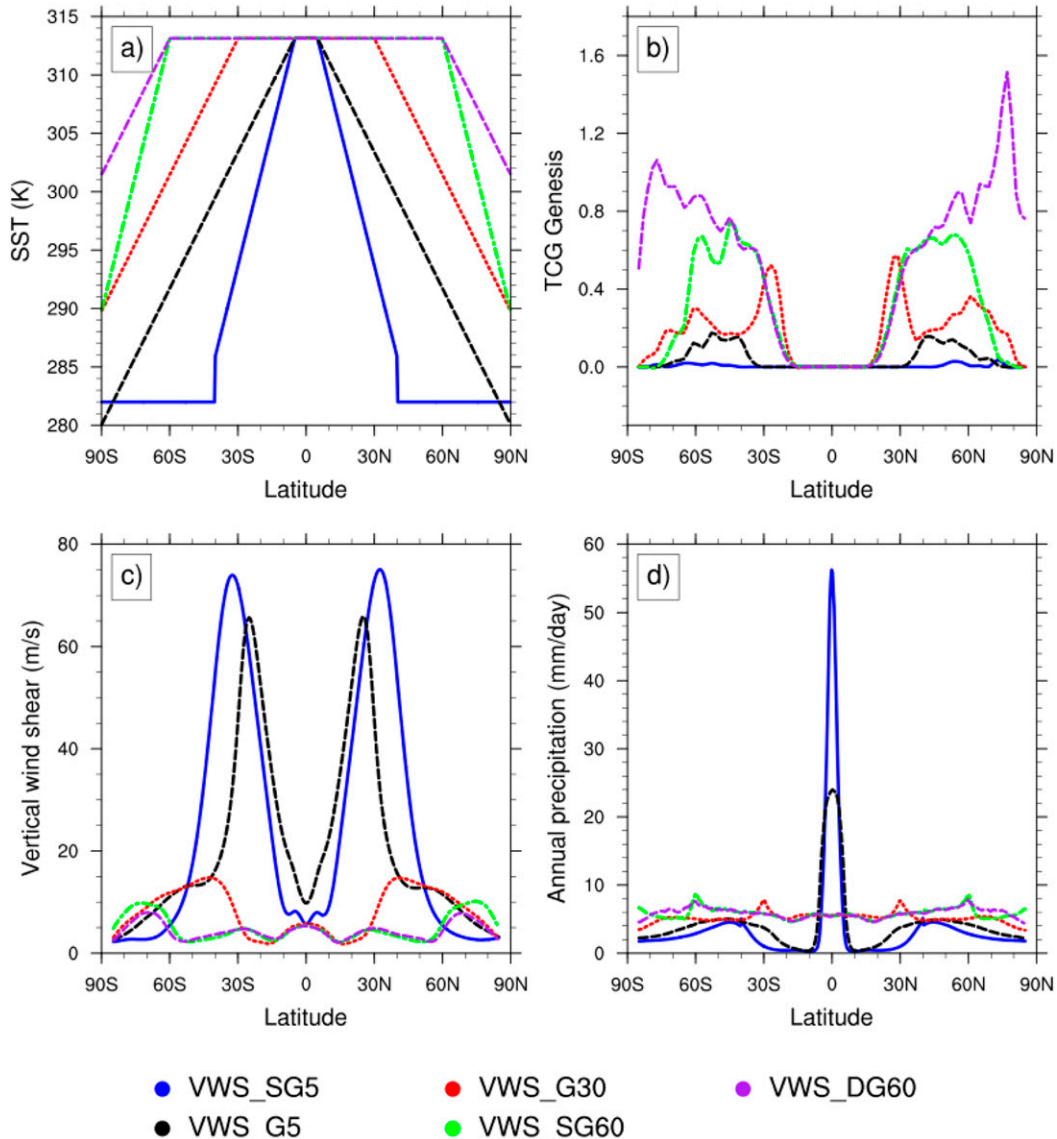 a)
SST (K)
315
310
305
300
295
290
285
280
90S 60S 30S 0 30N 60N 90N
Latitude
b)
TCG Genesis
1.6
1.2
0.8
0.4
0.0
90S 60S 30S 0 30N 60N 90N
Latitude
c)
Vertical wind shear (m/s)
80
60
40
20
0
90S 60S 30S 0 30N 60N 90N
Latitude
d)
Annual precipitation (mm/day)
60
50
40
30
20
10
0
90S 60S 30S 0 30N 60N 90N
Latitude
VWS_SG5 VWS_G30 VWS_DG60
VWS_G5 VWS_SG60